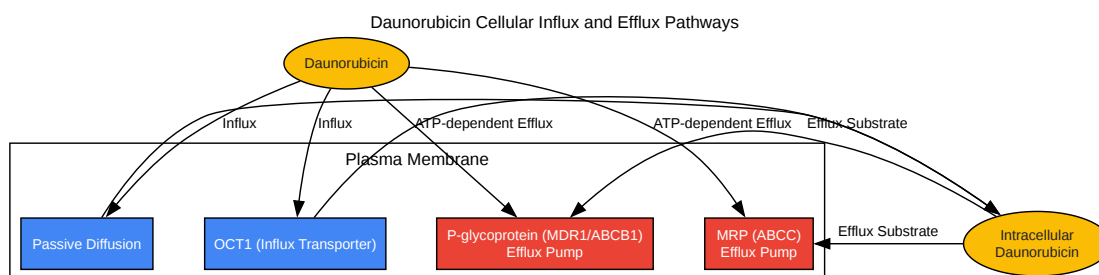 Daunorubicin Cellular Influx and Efflux Pathways
Daunorubicin
Influx
Influx
ATP-dependent Efflux
ATP-dependent Efflux
Efflux Substrate
Plasma Membrane
Passive Diffusion
OCT1 (Influx Transporter)
P-glycoprotein (MDR1/ABCB1)
Efflux Pump
MRP (ABCC)
Efflux Pump
Efflux Substrate
Intracellular
Daunorubicin